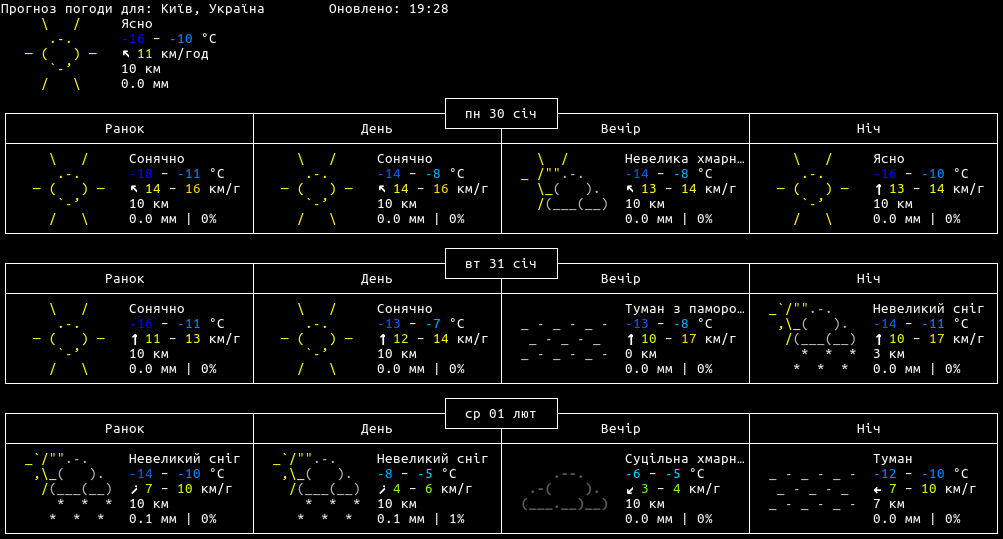 Прогноз погоди для: Київ, Україна Оновлено: 19:28
Ясно
-16 – -10 °C
↖ 11 км/год
10 км
0.0 мм
пн 30 січ
Ранок День Вечір Ніч
Сонячно Сонячно Невелика хмарн… Ясно
-18 – -11 °C -14 – -8 °C -14 – -8 °C -16 – -10 °C
↖ 14 – 16 км/г ↖ 14 – 16 км/г ↖ 13 – 14 км/г ↑ 13 – 14 км/г
10 км 10 км 10 км 10 км
0.0 мм | 0% 0.0 мм | 0% 0.0 мм | 0% 0.0 мм | 0%
вт 31 січ
Ранок День Вечір Ніч
Сонячно Сонячно Туман з паморо… Невеликий сніг
-16 – -11 °C -13 – -7 °C -13 – -8 °C -14 – -11 °C
↑ 11 – 13 км/г ↑ 12 – 14 км/г ↑ 10 – 17 км/г ↑ 10 – 17 км/г
10 км 10 км 0 км 3 км
0.0 мм | 0% 0.0 мм | 0% 0.0 мм | 0% 0.0 мм | 0%
ср 01 лют
Ранок День Вечір Ніч
Невеликий сніг Невеликий сніг Суцільна хмарн… Туман
-14 – -10 °C -8 – -5 °C -6 – -5 °C -12 – -10 °C
↗ 7 – 10 км/г ↗ 4 – 6 км/г ↙ 3 – 4 км/г ← 7 – 10 км/г
10 км 10 км 10 км 7 км
0.1 мм | 0% 0.1 мм | 1% 0.0 мм | 0% 0.0 мм | 0%